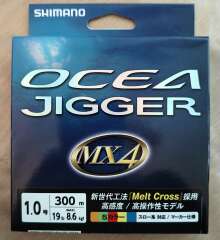 SHIMANO
OCEA
JIGGER
MX4
新世代工法「Melt Cross」採用
1.0号 300m 高感度/高操作性モデル
MAX
19lb 8.6kg 5カラー スロー系 対応/マーカー仕様